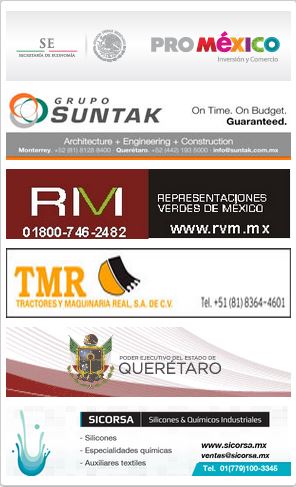 SE
SECRETARÍA DE ECONOMÍA
PROMÉXICO
Inversión y Comercio
GRUPO
SUNTAK
On Time. On Budget.
Guaranteed.
Architecture + Engineering + Construction
Monterrey. +52 (81) 8128 8400 · Querétaro. +52 (442) 193 5000 · info@suntak.com.mx
RVM
REPRESENTACIONES
VERDES DE MÉXICO
01800-746-2482
www.rvm.mx
TMR
TRACTORES Y MAQUINARIA REAL, S.A. DE C.V.
Tel. +51 (81) 8364-4601
PODER EJECUTIVO DEL ESTADO DE
QUERÉTARO
SICORSA
Silicones & Químicos Industriales
- Silicones
- Especialidades químicas
- Auxiliares textiles
www.sicorsa.mx
ventas@sicorsa.mx
Tel. 01(779)100-3345